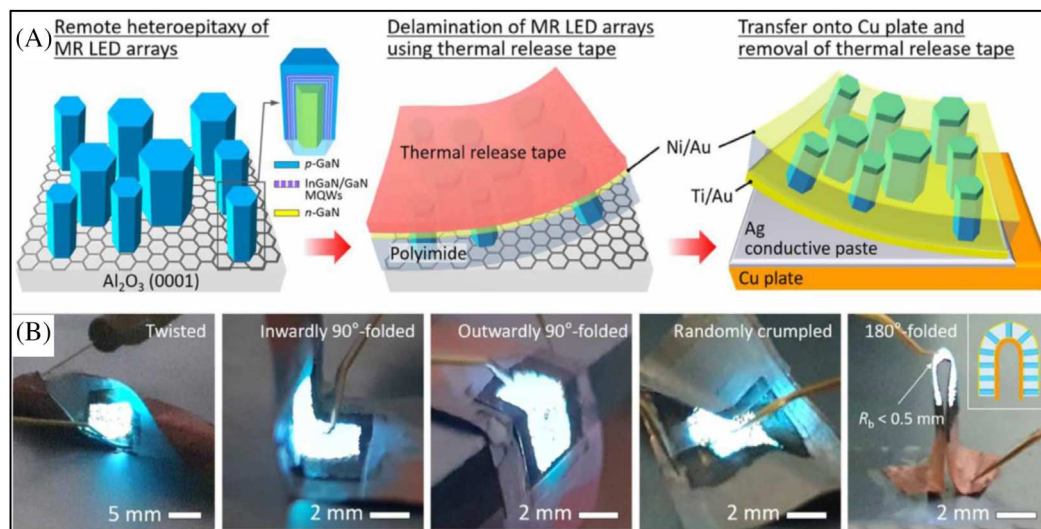 (A)
Remote heteroepitaxy of
MR LED arrays
p-GaN
InGaN/GaN
MQWs
n-GaN
Al₂O₃ (0001)
Delamination of MR LED arrays
using thermal release tape
Thermal release tape
Polyimide
Ni/Au
Ti/Au
Transfer onto Cu plate and
removal of thermal release tape
Ag
conductive paste
Cu plate
(B)
Twisted
5 mm
Inwardly 90°-folded
2 mm
Outwardly 90°-folded
2 mm
Randomly crumpled
2 mm
180°-folded
R_b < 0.5 mm
2 mm